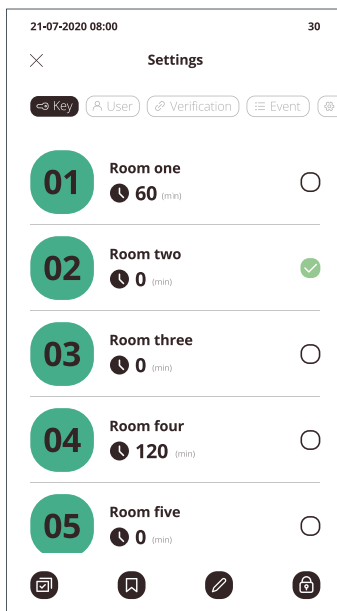 21-07-2020 08:00 30
Settings
Key User Verification Event
01 Room one
60 (min)
02 Room two
0 (min)
03 Room three
0 (min)
04 Room four
120 (min)
05 Room five
0 (min)